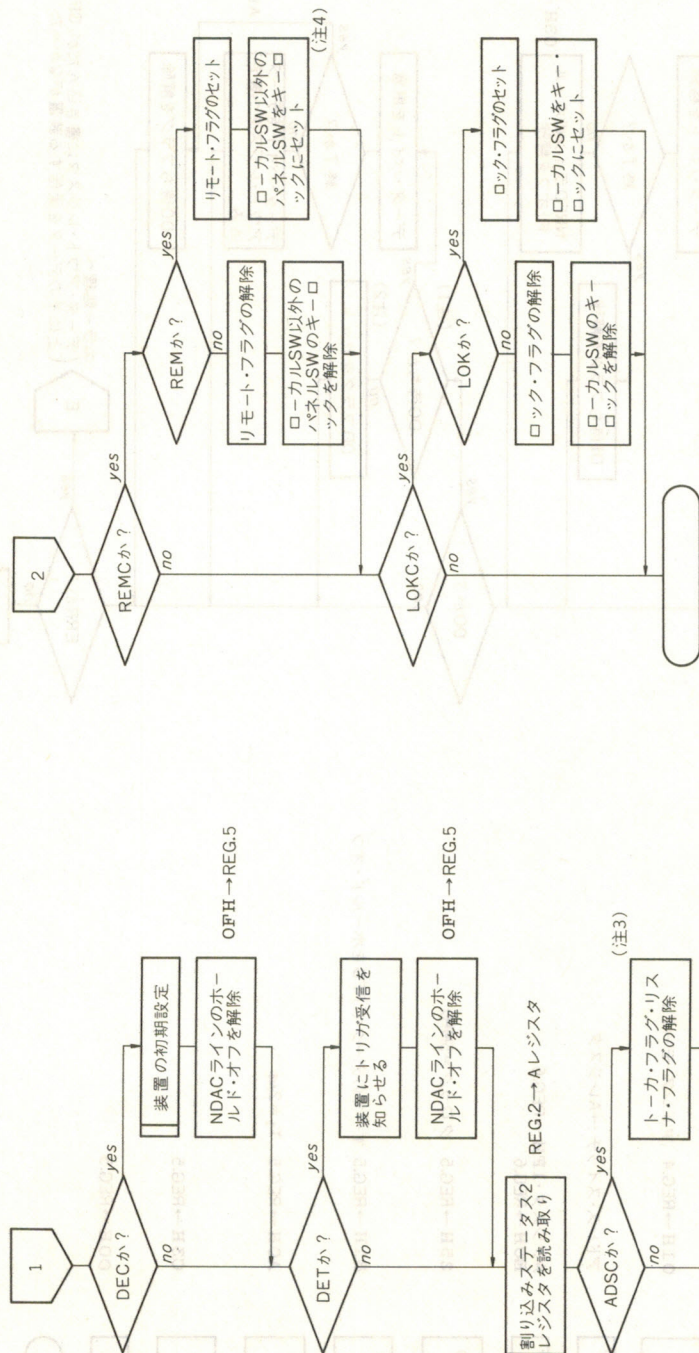 1
DECか？
yes
no
装置の初期設定
NDACラインのホー
ルド・オフを解除
OFH→REG.5
DETか？
yes
no
装置にトリガ受信を
知らせる
NDACラインのホー
ルド・オフを解除
OFH→REG.5
割り込みステータス2
レジスタを読み取り
REG.2→Aレジスタ
ADSCか？
yes
no
(注3)
トーカ・フラグ・リス
ナ・フラグの解除
2
REMCか？
yes
no
REMか？
yes
no
リモート・フラグのセット
ローカルSW以外の
パネルSWをキーロ
ックにセット
(注4)
リモート・フラグの解除
ローカルSW以外の
パネルSWのキーロ
ックを解除
LOKCか？
yes
no
LOKか？
yes
no
ロック・フラグのセット
ローカルSWをキー・
ロックにセット
ロック・フラグの解除
ローカルSWのキー
ロックを解除